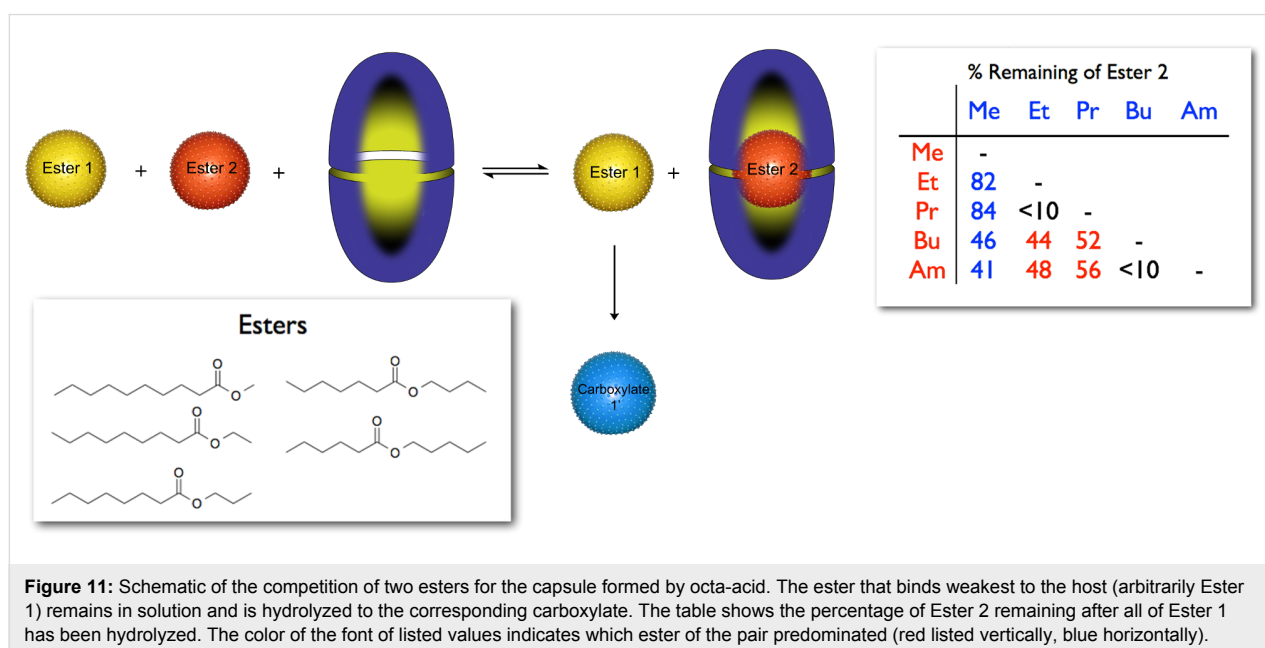 Ester 1
+
Ester 2
+
Ester 1
+
Ester 2
Carboxylate
1'
% Remaining of Ester 2
Me Et Pr Bu Am
Me -
Et 82 -
Pr 84 <10 -
Bu 46 44 52 -
Am 41 48 56 <10 -
Esters
O
O
O
O
O
O
O
O
O
O
Figure 11: Schematic of the competition of two esters for the capsule formed by octa-acid. The ester that binds weakest to the host (arbitrarily Ester
1) remains in solution and is hydrolyzed to the corresponding carboxylate. The table shows the percentage of Ester 2 remaining after all of Ester 1
has been hydrolyzed. The color of the font of listed values indicates which ester of the pair predominated (red listed vertically, blue horizontally).